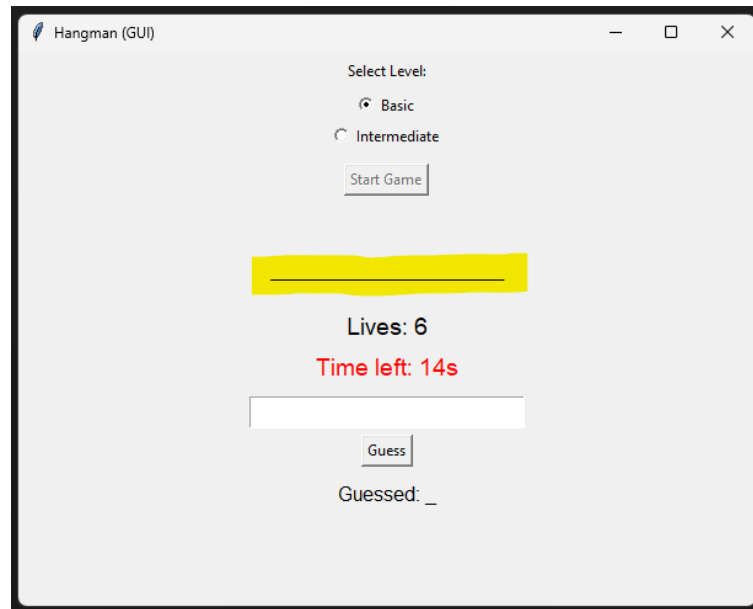 Hangman (GUI)
Select Level:
Basic
Intermediate
Start Game
Lives: 6
Time left: 14s
Guess
Guessed: _